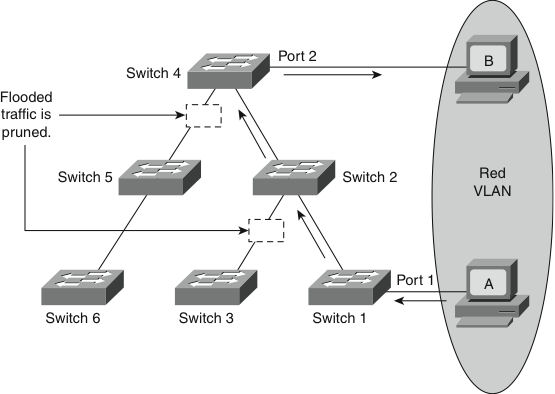 Port 2
B
Switch 4
Flooded
traffic is
pruned.
Switch 5
Switch 2
Red
VLAN
Port 1
A
Switch 6
Switch 3
Switch 1